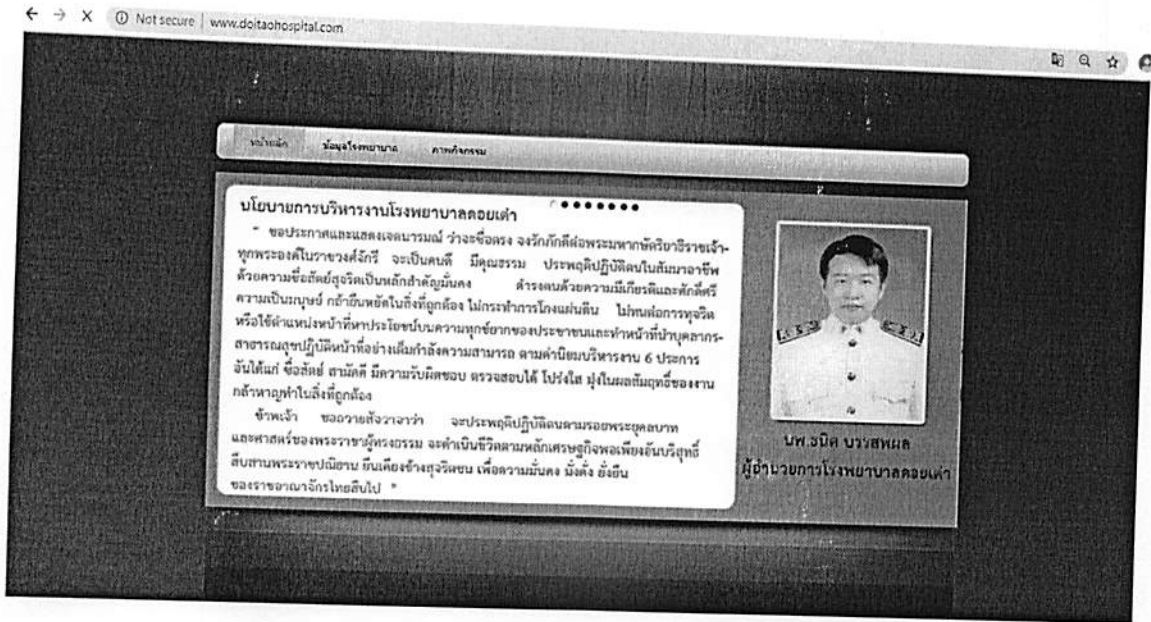 Not secure
www.doitaohospital.com
หน้าหลัก ข้อมูลโรงพยาบาล ภาพกิจกรรม
นโยบายการบริหารงานโรงพยาบาลดอยเต่า
“ ขอประกาศและแสดงเจตนารมณ์ ว่าจะซื่อตรง จงรักภักดีต่อพระมหากษัตริยาธิราชเจ้า-
ทุกพระองค์ในราชวงศ์จักรี จะเป็นคนดี มีคุณธรรม ประพฤติปฏิบัติตนในสัมมาอาชีพ
ด้วยความซื่อสัตย์สุจริตเป็นหลักสำคัญมั่นคง ดำรงตนด้วยความมีเกียรติและศักดิ์ศรี
ความเป็นมนุษย์ กล้ายืนหยัดในสิ่งที่ถูกต้อง ไม่กระทำการโกงแผ่นดิน ไม่ทนต่อการทุจริต
หรือใช้ตำแหน่งหน้าที่หาประโยชน์บนความทุกข์ยากของประชาชนและทำหน้าที่นำบุคลากร-
สาธารณสุขปฏิบัติหน้าที่อย่างเต็มกำลังความสามารถ ตามค่านิยมบริหารงาน 6 ประการ
อันได้แก่ ซื่อสัตย์ สามัคคี มีความรับผิดชอบ ตรวจสอบได้ โปร่งใส มุ่งในผลสัมฤทธิ์ของงาน
กล้าหาญทำในสิ่งที่ถูกต้อง
ข้าพเจ้า ขอถวายสัจวาจาว่า จะประพฤติปฏิบัติตนตามรอยพระยุคลบาท
และศาสตร์ของพระราชาผู้ทรงธรรม จะดำเนินชีวิตตามหลักเศรษฐกิจพอเพียงอันบริสุทธิ์
สืบสานพระราชปณิธาน ยืนเคียงข้างสุจริตชน เพื่อความมั่นคง มั่งคั่ง ยั่งยืน
ของราชอาณาจักรไทยสืบไป ”
นพ.ธนิต บรรสพผล
ผู้อำนวยการโรงพยาบาลดอยเต่า